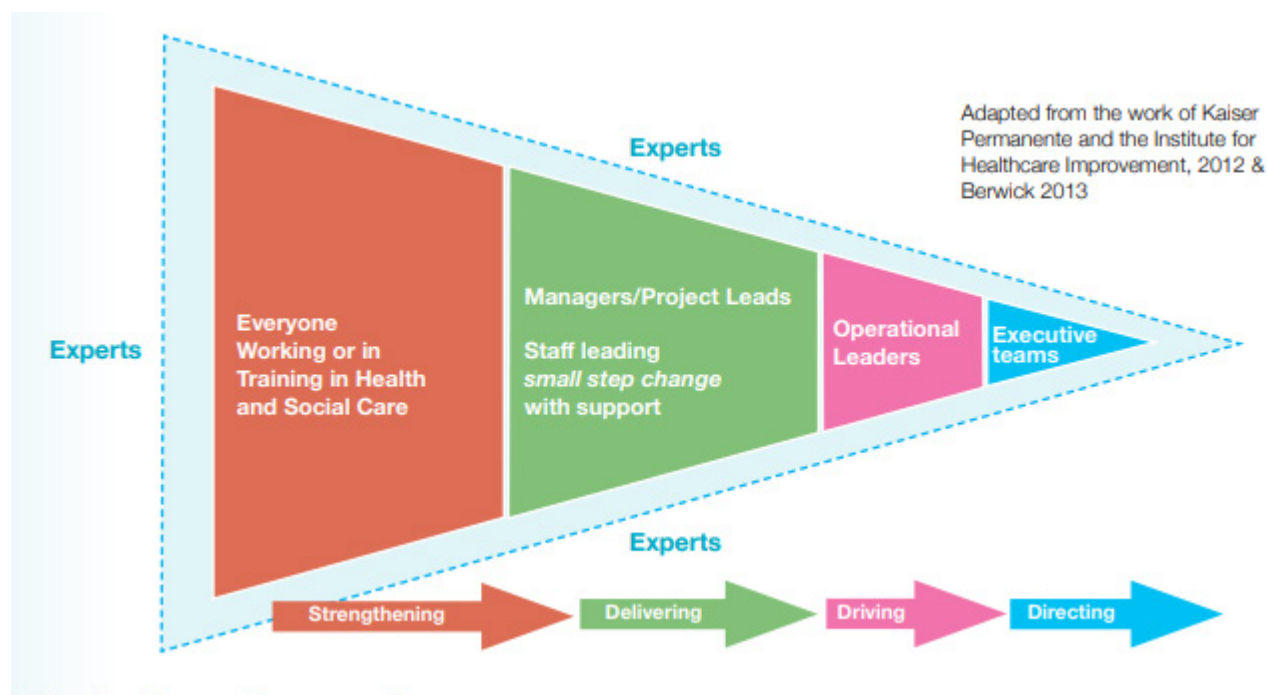 Adapted from the work of Kaiser
Permanente and the Institute for
Healthcare Improvement, 2012 &
Berwick 2013
Experts
Experts
Everyone
Working or in
Training in Health
and Social Care
Managers/Project Leads
Staff leading
small step change
with support
Operational
Leaders
Executive
teams
Experts
Strengthening
Delivering
Driving
Directing